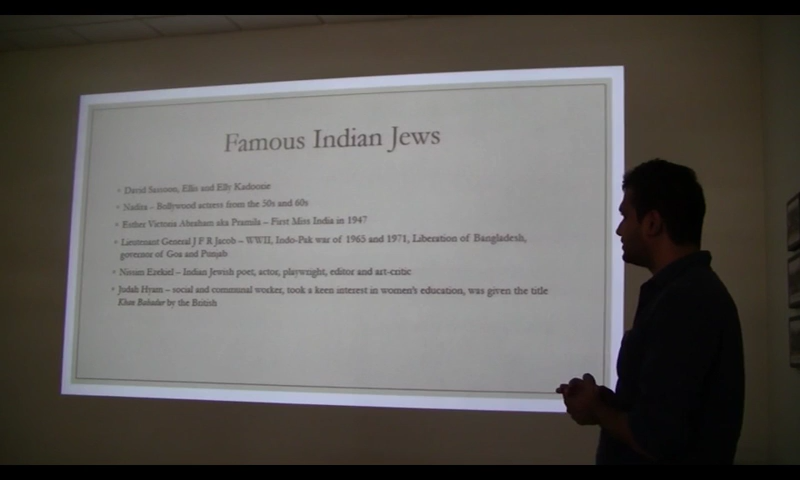 Famous Indian Jews
• David Sassoon, Ellis and Elly Kadoorie
• Nadira – Bollywood actress from the 50s and 60s
• Esther Victoria Abraham aka Pramila – First Miss India in 1947
• Lieutenant General J F R Jacob – WWII, Indo-Pak war of 1965 and 1971, Liberation of Bangladesh,
governor of Goa and Punjab
• Nissim Ezekiel – Indian Jewish poet, actor, playwright, editor and art-critic
• Judah Hyam – social and communal worker, took a keen interest in women's education, was given the title
Khan Bahadur by the British